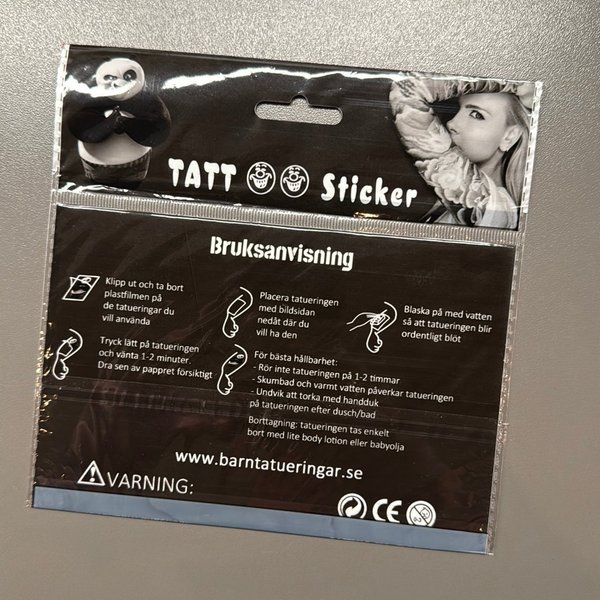 TATT Sticker
Bruksanvisning
Klipp ut och ta bort
plastfilmen på
de tatueringar du
vill använda
Placera tatueringen
med bildsidan
nedåt där du
vill ha den
Blaska på med vatten
så att tatueringen blir
ordentligt blöt
Tryck lätt på tatueringen
och vänta 1-2 minuter.
Dra sen av pappret försiktigt
För bästa hållbarhet:
- Rör inte tatueringen på 1-2 timmar
- Skumbad och varmt vatten påverkar tatueringen
- Undvik att torka med handduk
på tatueringen efter dusch/bad
Borttagning: tatueringen tas enkelt
bort med lite body lotion eller babyolja
www.barntatueringar.se
VARNING:
CE 0-3